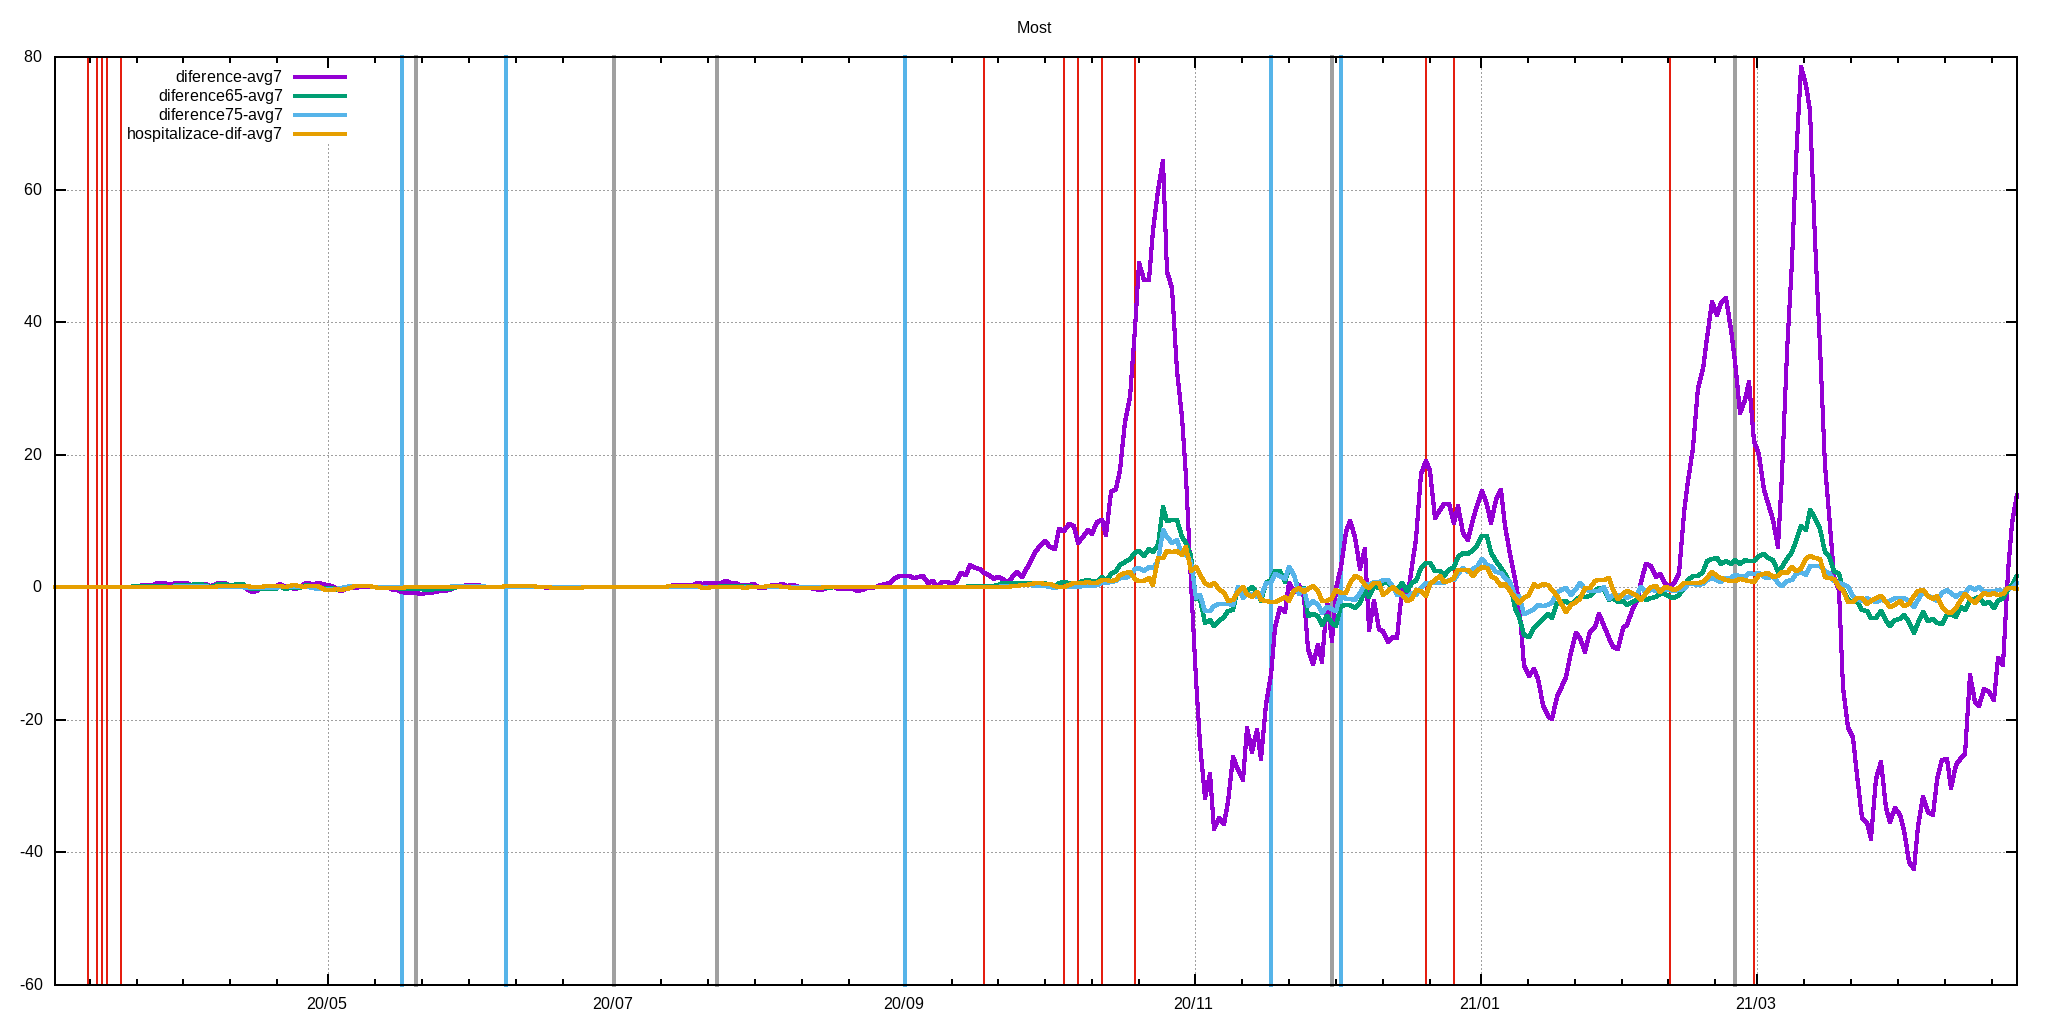 Most
diference-avg7
diference65-avg7
diference75-avg7
hospitalizace-dif-avg7
80
60
40
20
0
-20
-40
-60
20/05 20/07 20/09 20/11 21/01 21/03